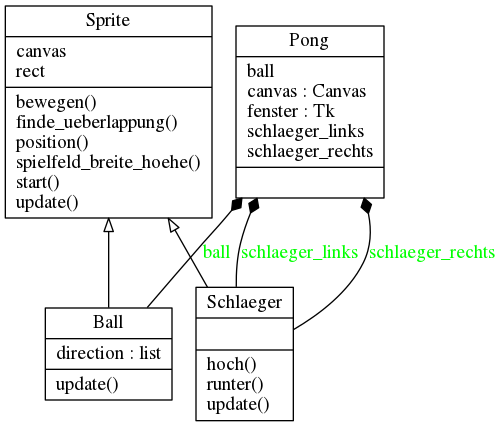 Sprite
canvas
rect
bewegen()
finde_ueberlappung()
position()
spielfeld_breite_hoehe()
start()
update()
Pong
ball
canvas : Canvas
fenster : Tk
schlaeger_links
schlaeger_rechts
ball
schlaeger_links
schlaeger_rechts
Ball
direction : list
update()
Schlaeger
hoch()
runter()
update()